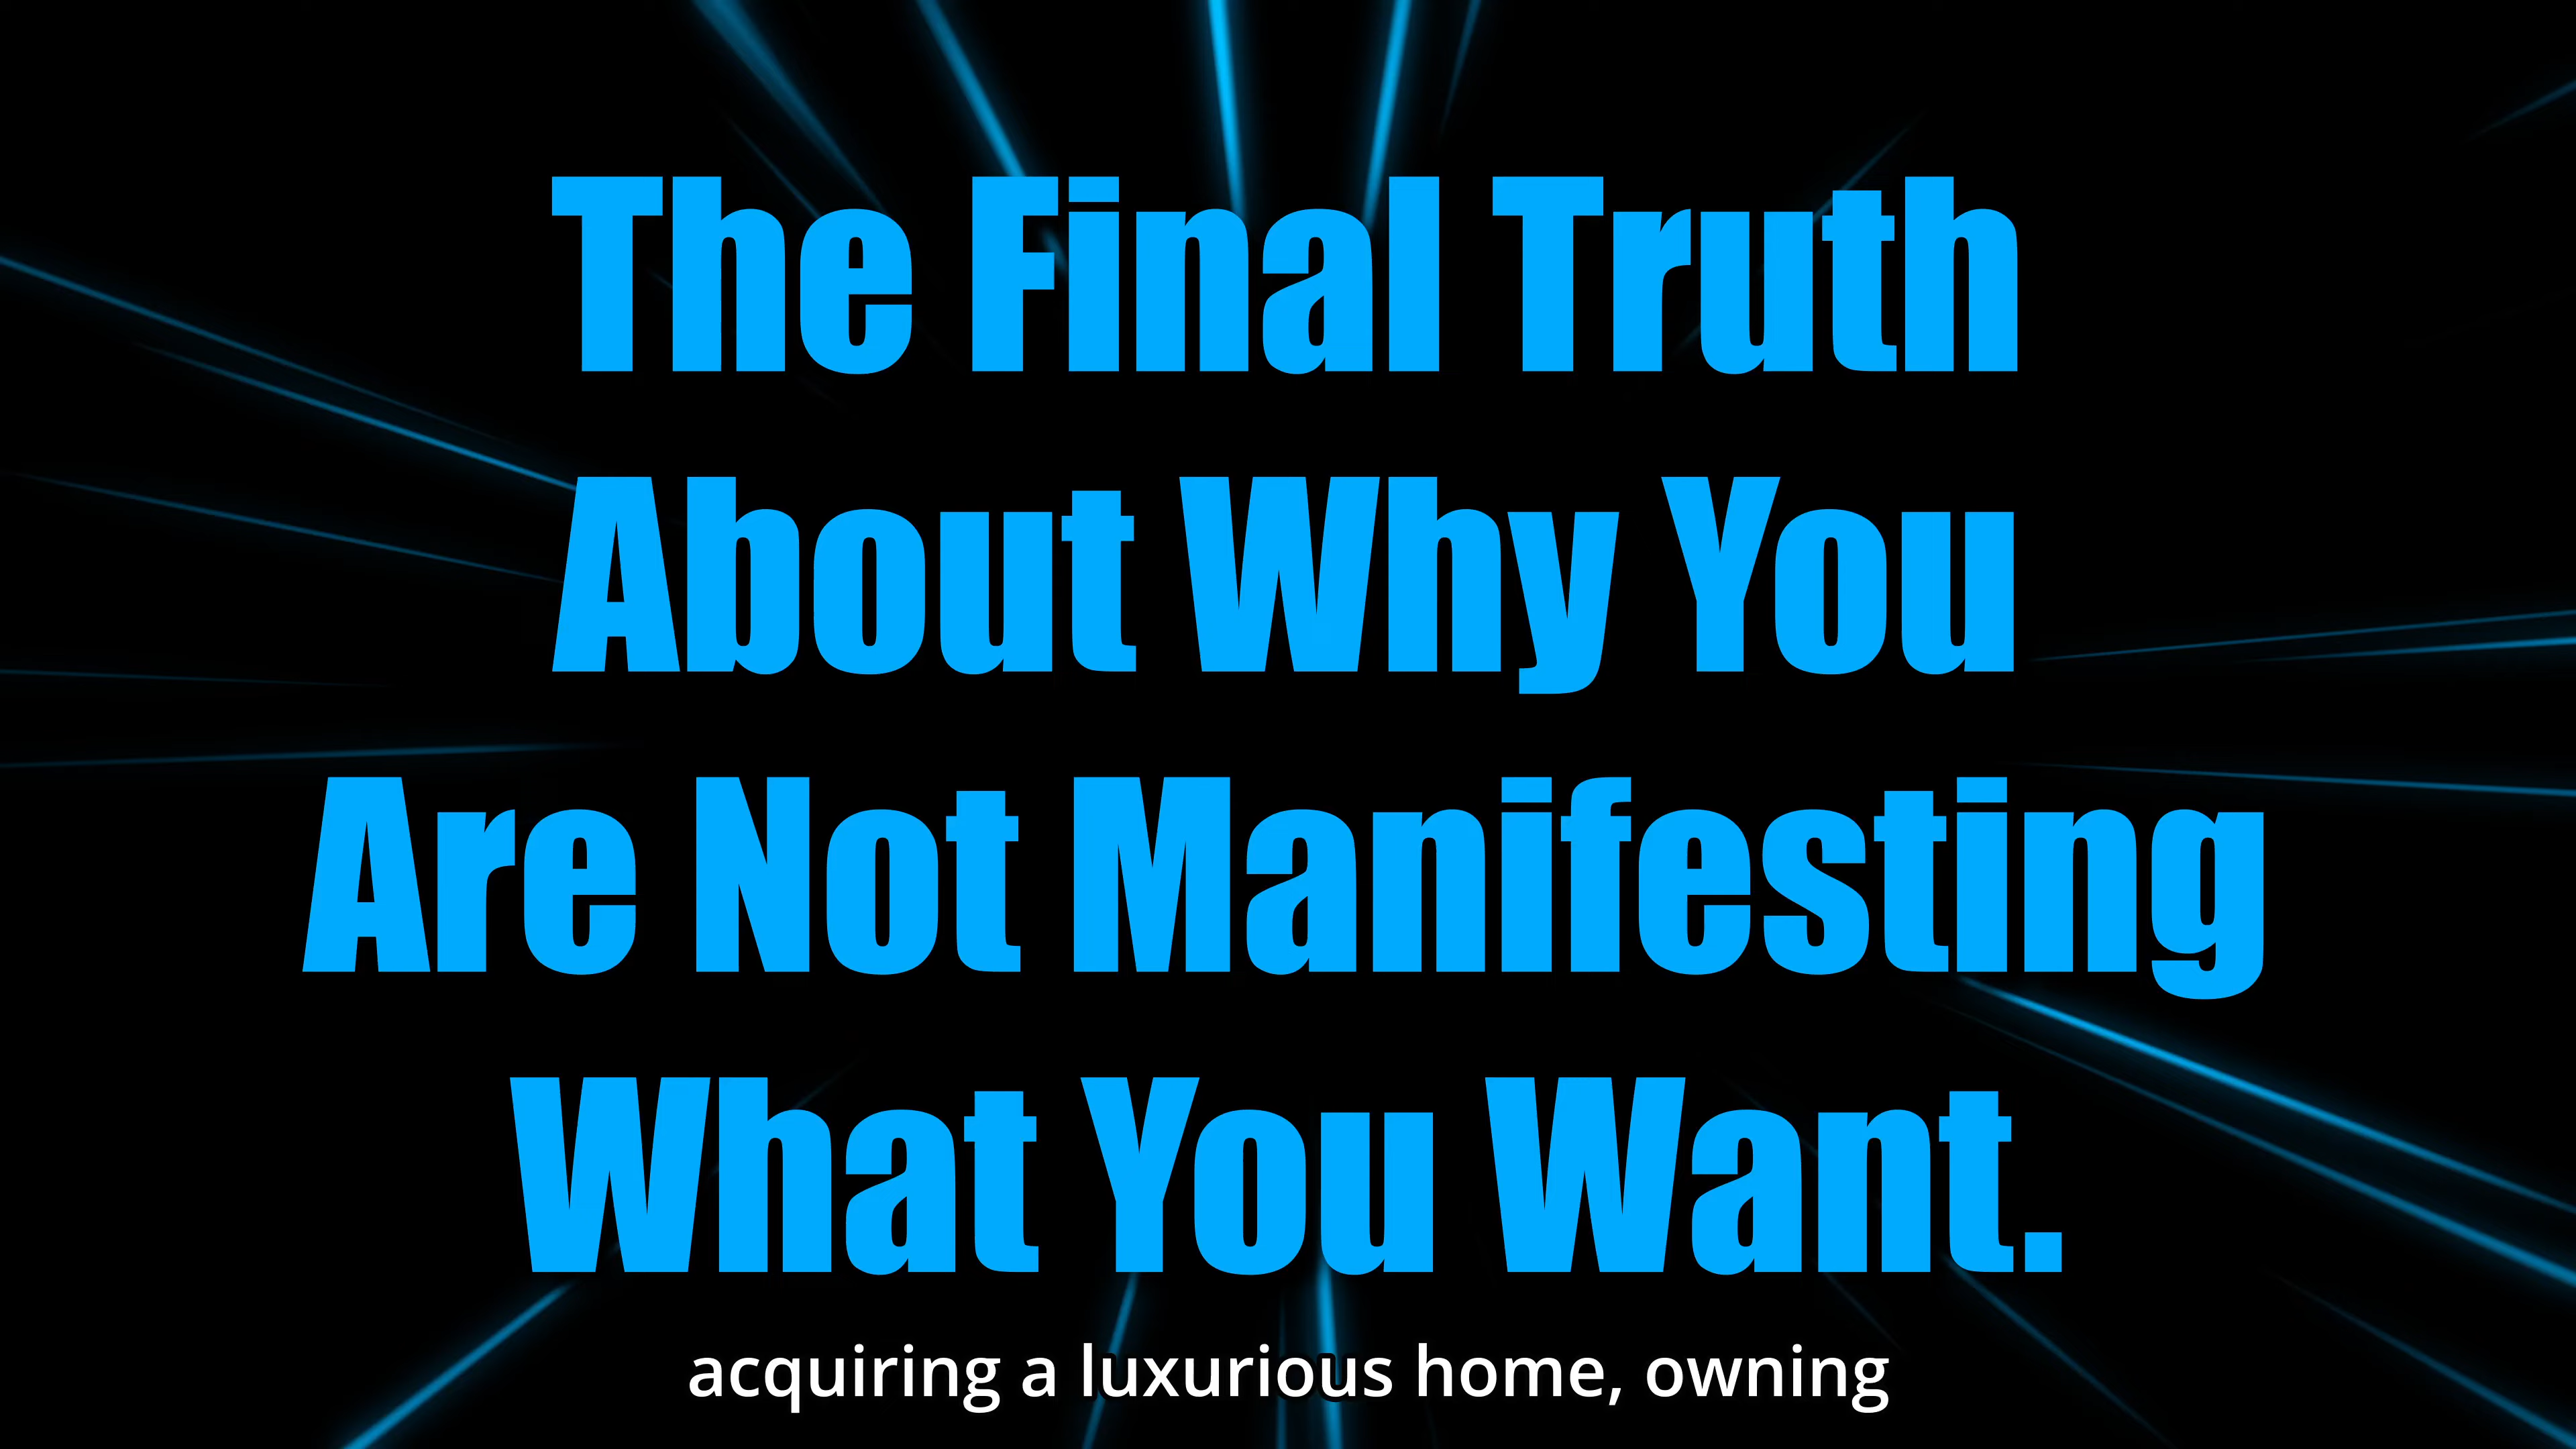 The Final Truth
About Why You
Are Not Manifesting
What You Want.
acquiring a luxurious home, owning